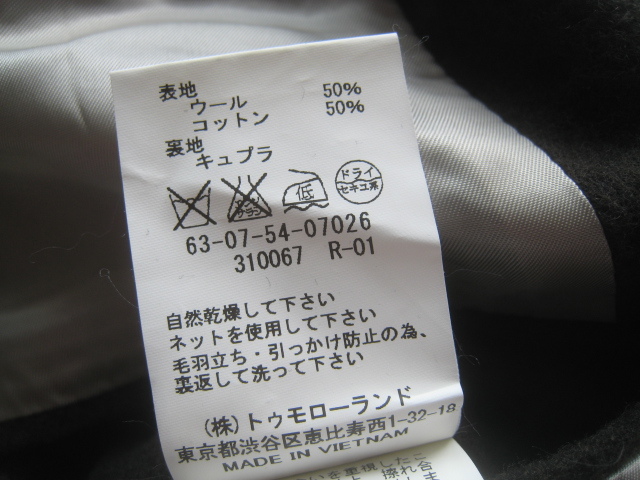 表地
ウール 50%
コットン 50%
裏地
キュプラ
低
ドライ
セキユ系
63-07-54-07026
310067 R-01
自然乾燥して下さい
ネットを使用して下さい
毛羽立ち・引っかけ防止の為、
裏返して洗って下さい
(株)トゥモローランド
東京都渋谷区恵比寿西1-32-18
MADE IN VIETNAM